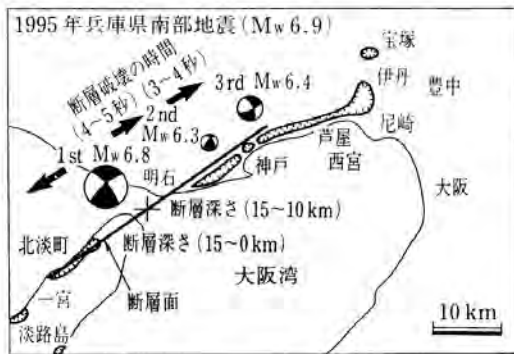 1995年兵庫県南部地震(Mw6.9)
宝塚
伊丹
豊中
断層破壊の時間
(4~5秒)(3~4秒)
3rd Mw6.4
2nd
Mw6.3
尼崎
芦屋
西宮
1st Mw6.8
明石
神戸
大阪
断層深さ(15~10km)
北淡町
断層深さ(15~0km)
大阪湾
一宮
断層面
10 km
淡路島